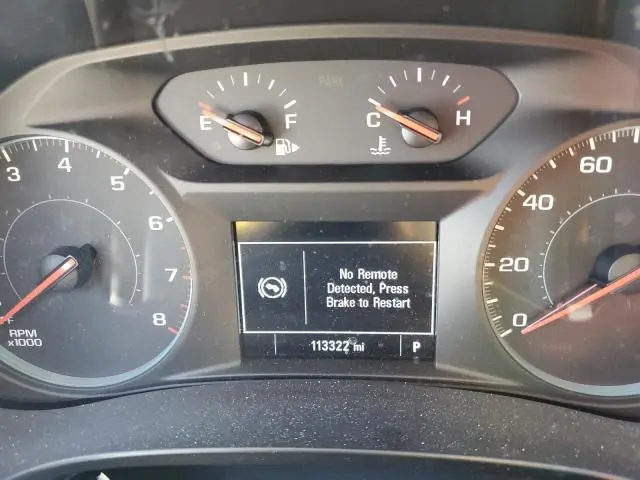 PARK
E F C H
3 4 5 6 7 8
RPM
x1000
No Remote
Detected, Press
Brake to Restart
113322 mi P
0 20 40 60